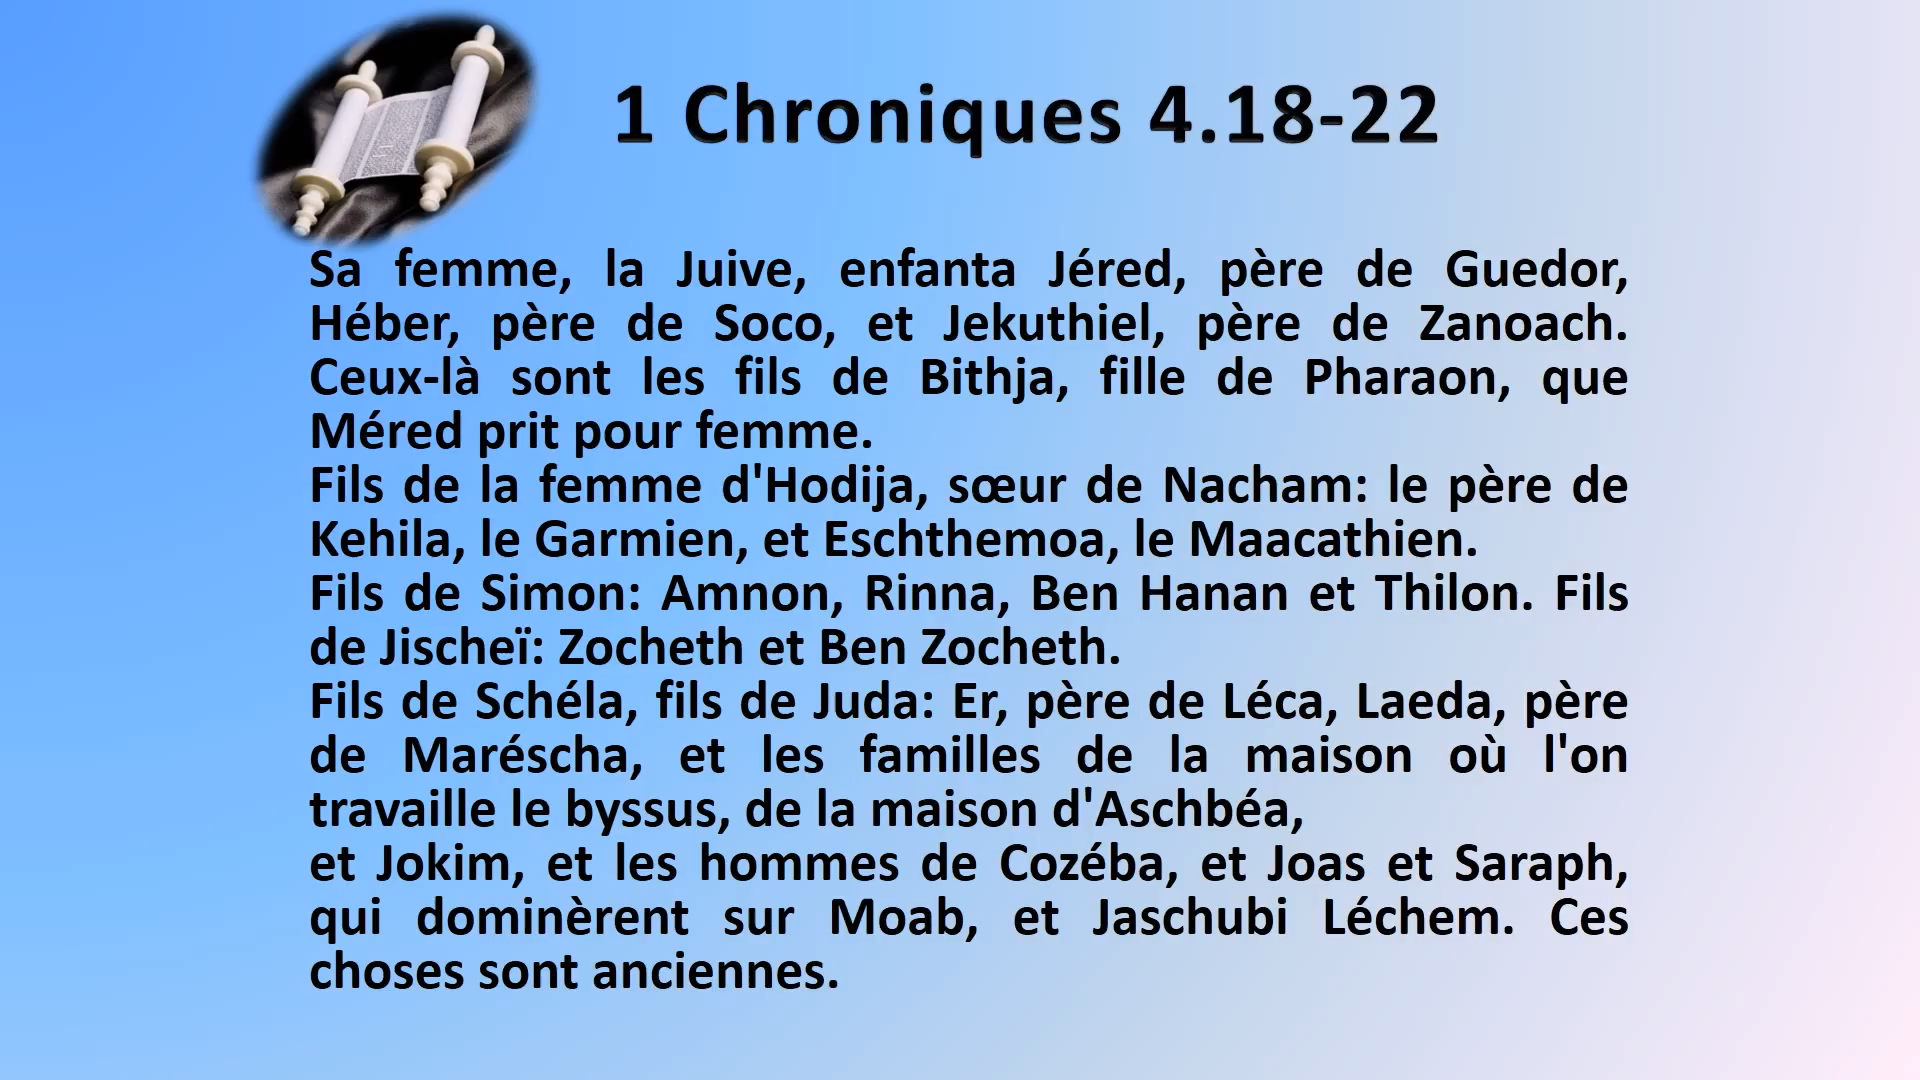 1 Chroniques 4.18-22
Sa femme, la Juive, enfanta Jéred, père de Guedor,
Héber, père de Soco, et Jekuthiel, père de Zanoach.
Ceux-là sont les fils de Bithja, fille de Pharaon, que
Méred prit pour femme.
Fils de la femme d'Hodija, sœur de Nacham: le père de
Kehila, le Garmien, et Eschthemoa, le Maacathien.
Fils de Simon: Amnon, Rinna, Ben Hanan et Thilon. Fils
de Jischeï: Zocheth et Ben Zocheth.
Fils de Schéla, fils de Juda: Er, père de Léca, Laeda, père
de Maréscha, et les familles de la maison où l'on
travaille le byssus, de la maison d'Aschbéa,
et Jokim, et les hommes de Cozéba, et Joas et Saraph,
qui dominèrent sur Moab, et Jaschubi Léchem. Ces
choses sont anciennes.